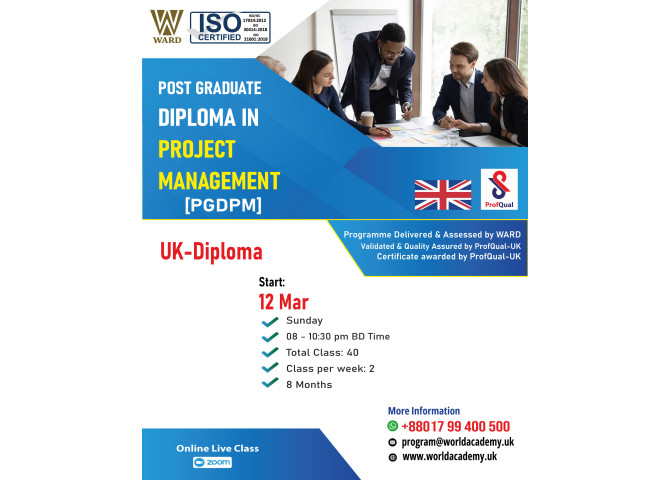 WARD
ISO
CERTIFIED
ISO/IEC
17024:2012
ISO
30414:2018
ISO
21001:2018
POST GRADUATE
DIPLOMA IN
PROJECT
MANAGEMENT
[PGDPM]
ProfQual
Programme Delivered & Assessed by WARD
Validated & Quality Assured by ProfQual-UK
Certificate awarded by ProfQual-UK
UK-Diploma
Start:
12 Mar
Sunday
08 - 10:30 pm BD Time
Total Class: 40
Class per week: 2
8 Months
More Information
+88017 99 400 500
program@worldacademy.uk
www.worldacademy.uk
Online Live Class
zoom